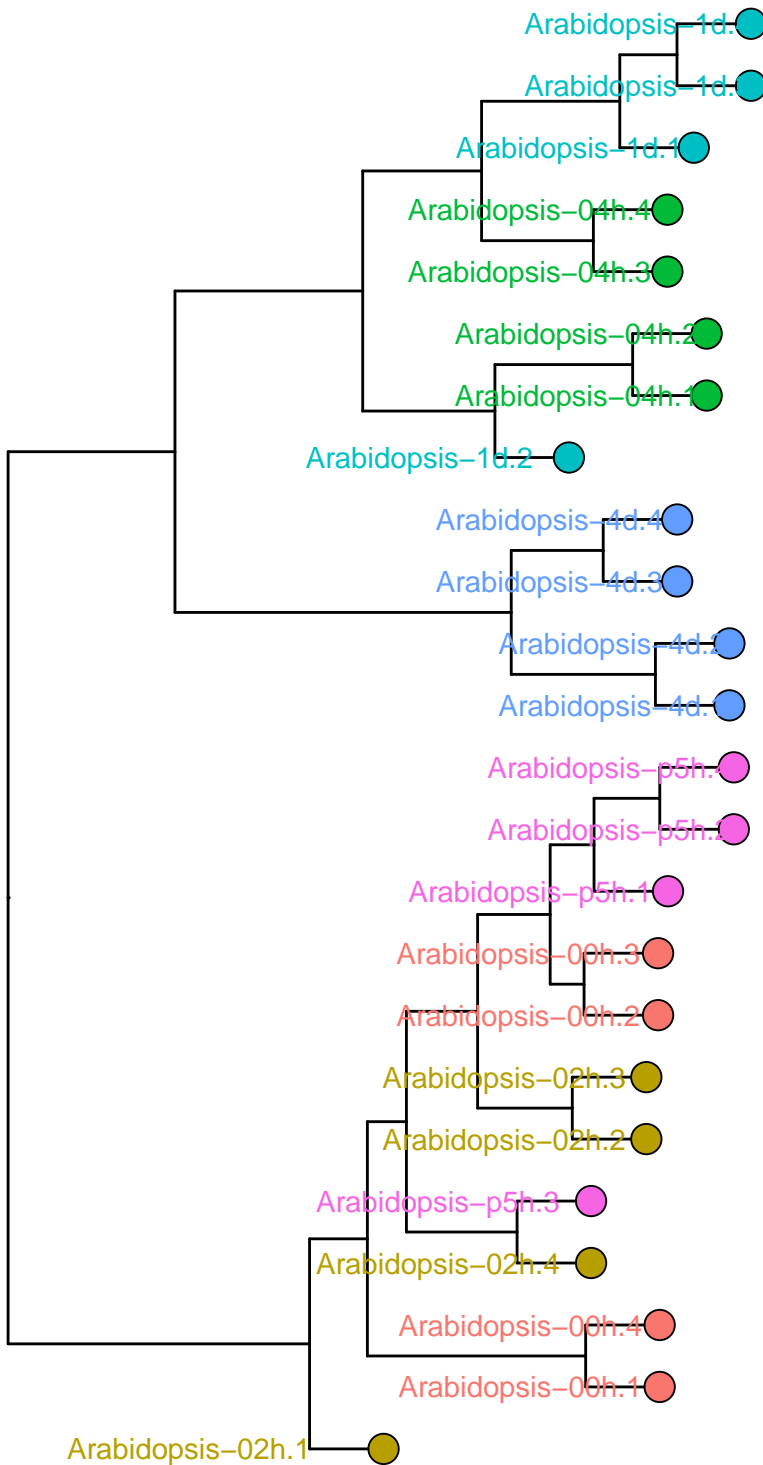 Arabidopsis−1d.
Arabidopsis−1d.
Arabidopsis−1d.1
Arabidopsis−04h.4
Arabidopsis−04h.3
Arabidopsis−04h.2
Arabidopsis−04h.1
Arabidopsis−1d.2
Arabidopsis−4d.4
Arabidopsis−4d.3
Arabidopsis−4d.2
Arabidopsis−4d.
Arabidopsis−p5h.
Arabidopsis−p5h.2
Arabidopsis−p5h.1
Arabidopsis−00h.3
Arabidopsis−00h.2
Arabidopsis−02h.3
Arabidopsis−02h.2
Arabidopsis−p5h.3
Arabidopsis−02h.4
Arabidopsis−00h.4
Arabidopsis−00h.1
Arabidopsis−02h.1